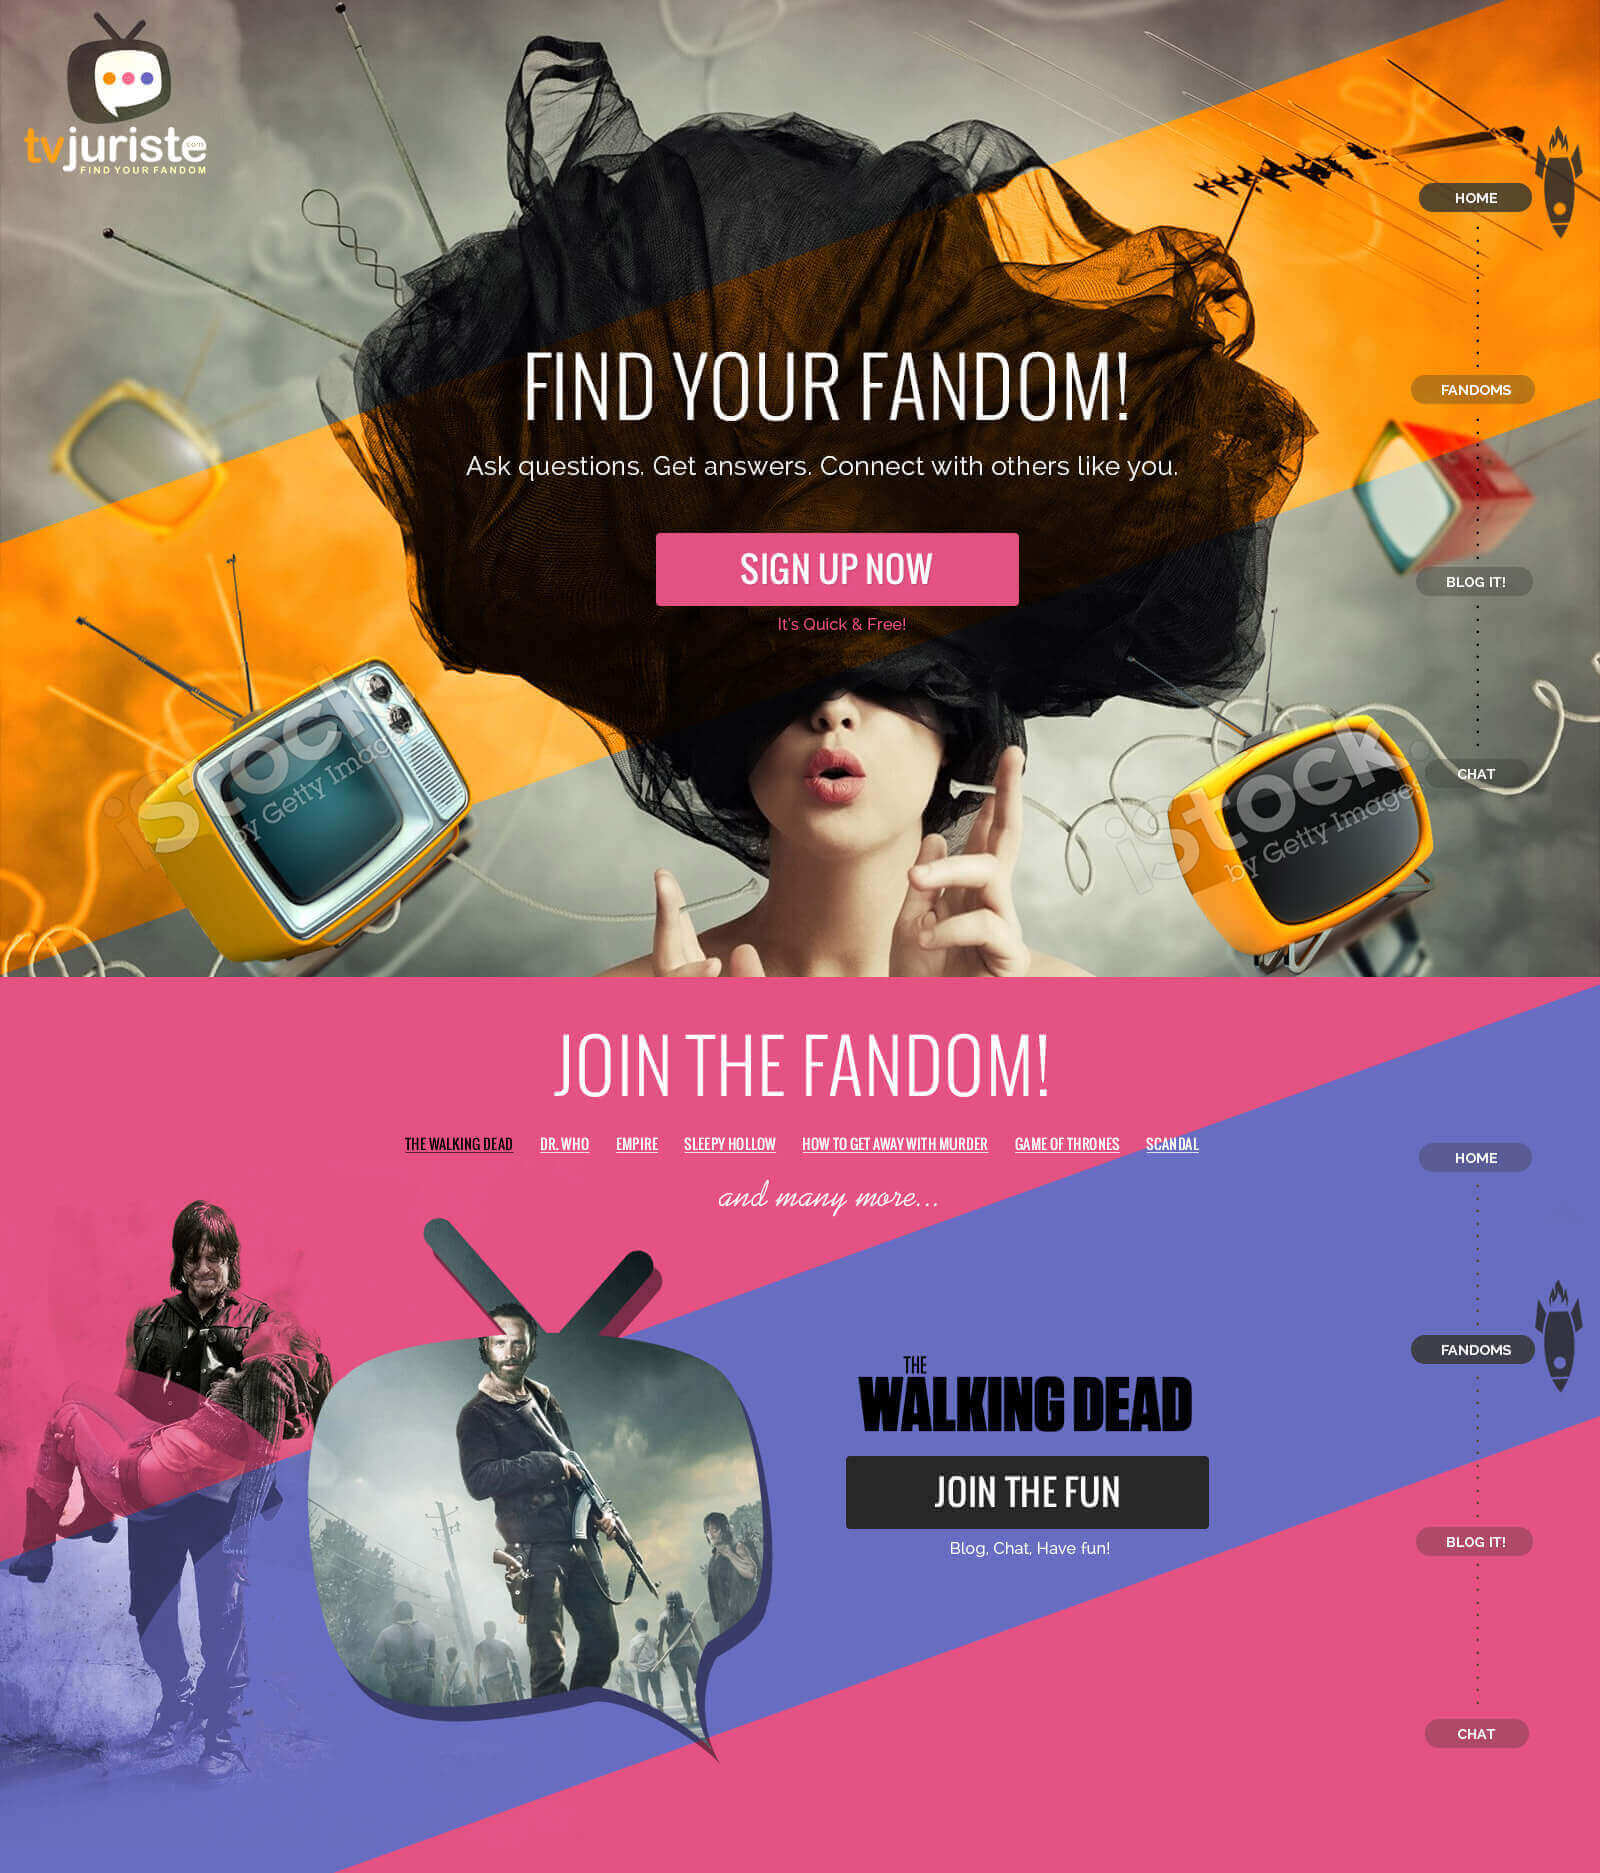 tvjuriste
.com
FIND YOUR FANDOM
HOME
FANDOMS
BLOG IT!
CHAT
FIND YOUR FANDOM!
Ask questions. Get answers. Connect with others like you.
SIGN UP NOW
It's Quick & Free!
iStock
by Getty Images
iStock
by Getty Images
JOIN THE FANDOM!
THE WALKING DEAD DR. WHO EMPIRE SLEEPY HOLLOW HOW TO GET AWAY WITH MURDER GAME OF THRONES SCANDAL
and many more...
HOME
FANDOMS
BLOG IT!
CHAT
THE
WALKING DEAD
JOIN THE FUN
Blog, Chat, Have fun!